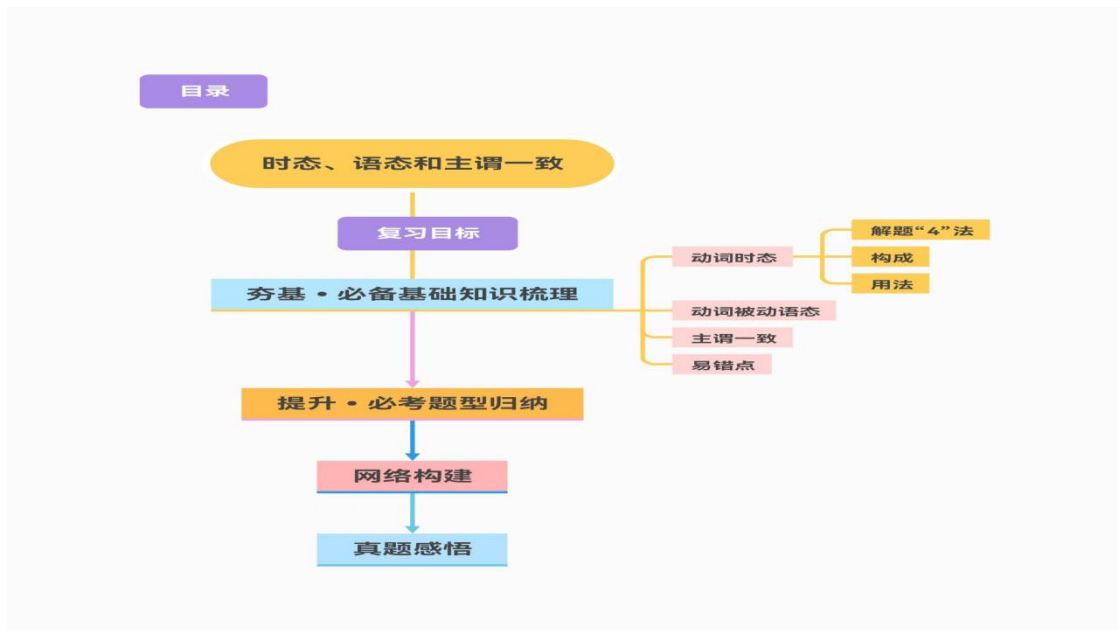 目录
时态、语态和主谓一致
复习目标
夯基·必备基础知识梳理
动词时态
解题“4”法
构成
用法
动词被动语态
主谓一致
易错点
提升·必考题型归纳
网络构建
真题感悟